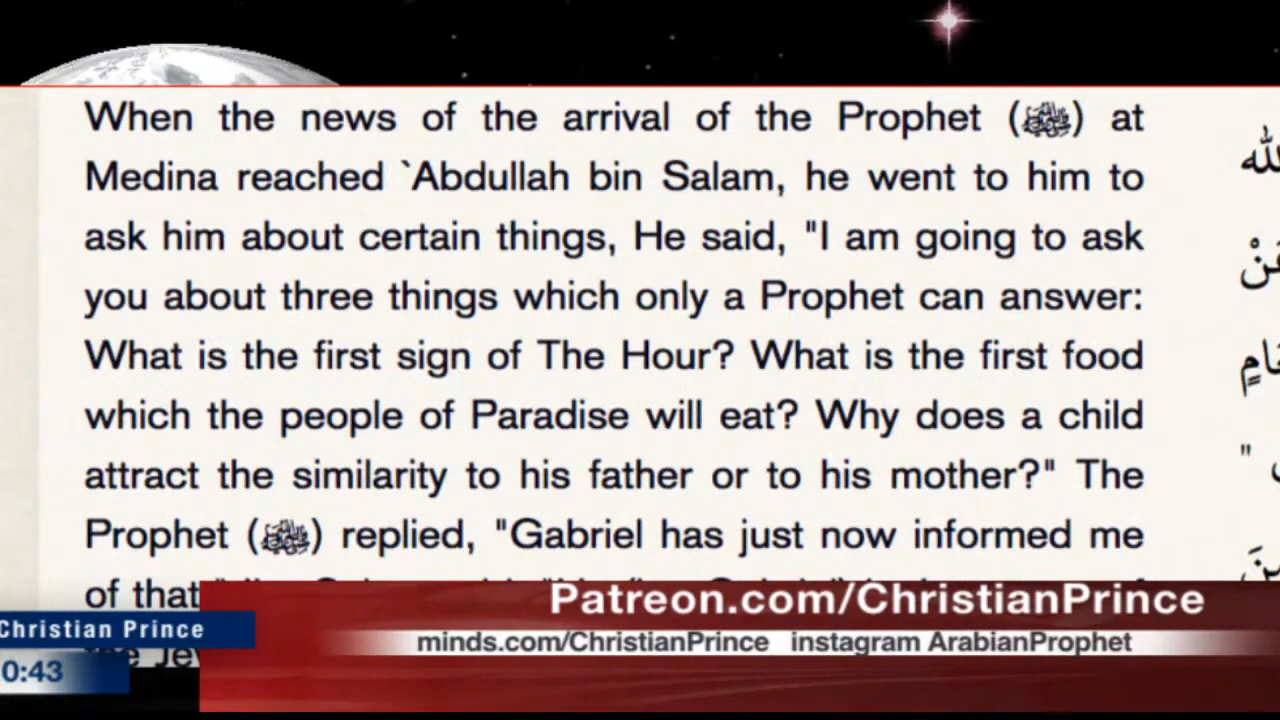 When the news of the arrival of the Prophet (ﷺ) at
Medina reached `Abdullah bin Salam, he went to him to
ask him about certain things, He said, "I am going to ask
you about three things which only a Prophet can answer:
What is the first sign of The Hour? What is the first food
which the people of Paradise will eat? Why does a child
attract the similarity to his father or to his mother?" The
Prophet (ﷺ) replied, "Gabriel has just now informed me
of that
Patreon.com/ChristianPrince
Christian Prince
minds.com/ChristianPrince instagram ArabianProphet
0:43